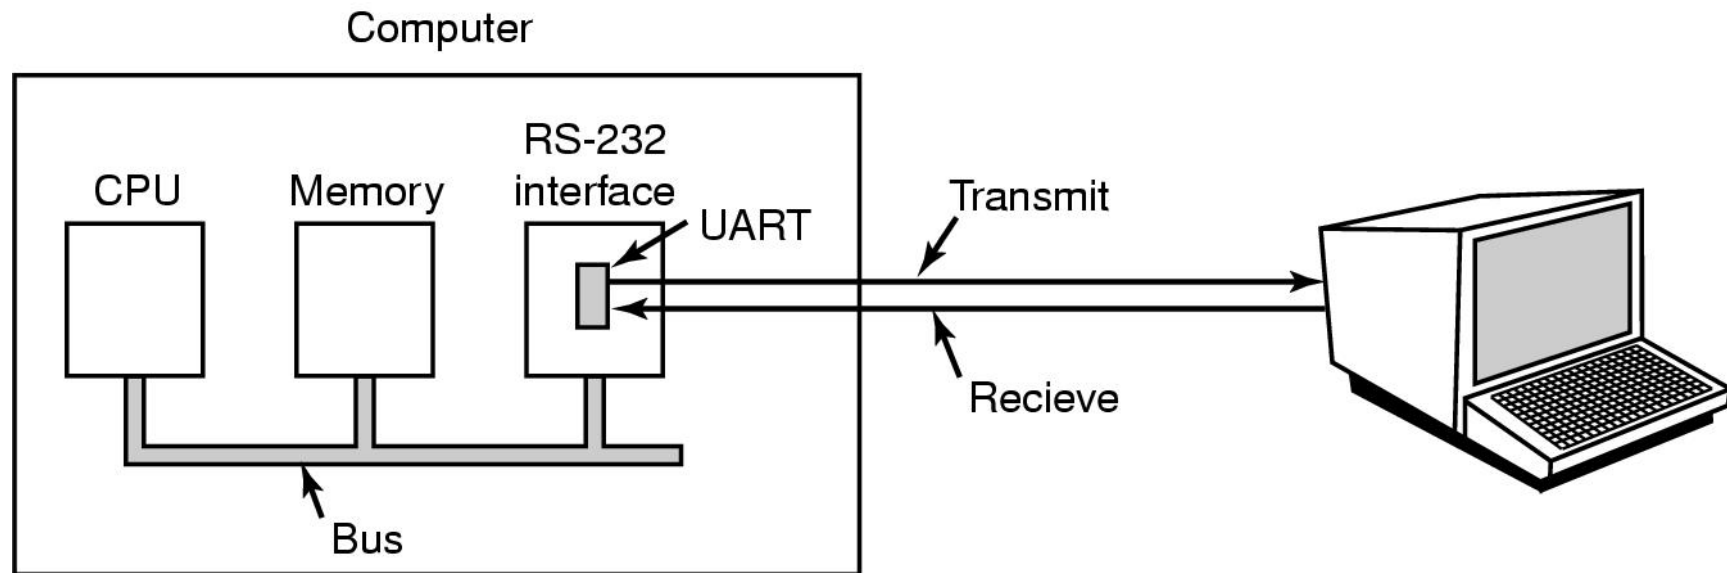 Computer
RS-232
CPU
Memory
interface
UART
Transmit
Recieve
Bus